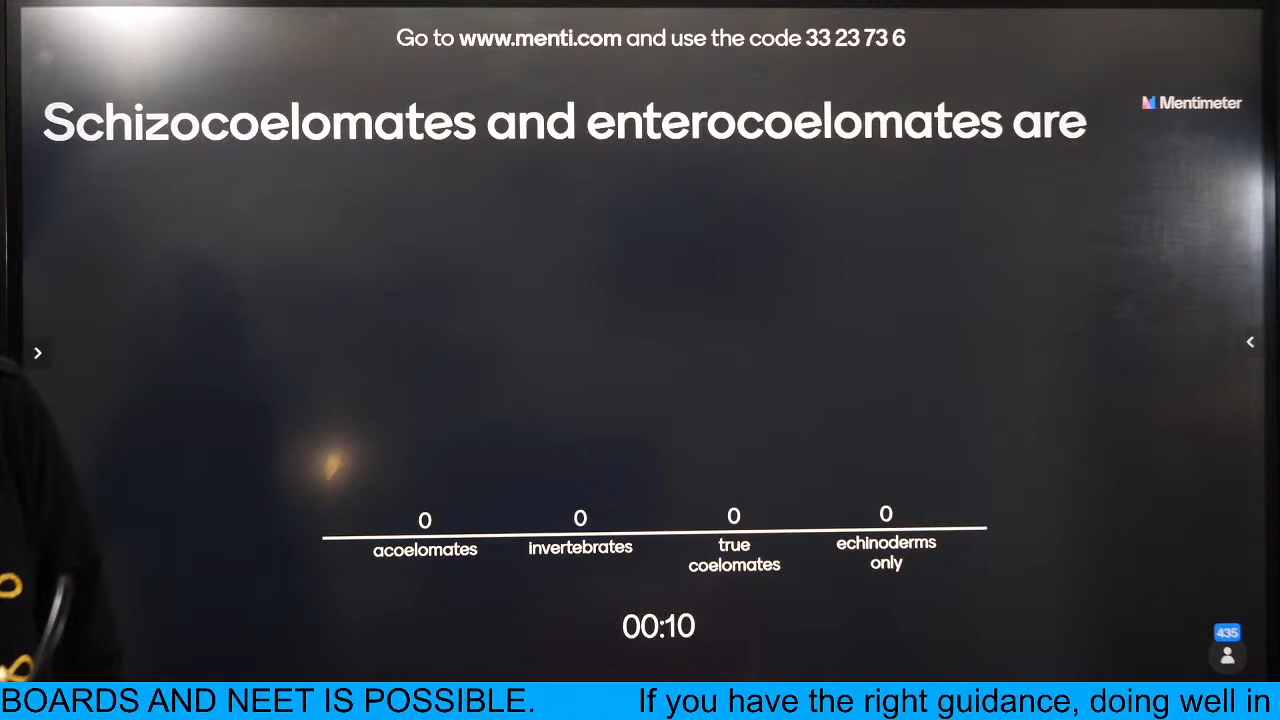 Go to www.menti.com and use the code 33 23 73 6
Schizocoelomates and enterocoelomates are
Mentimeter
0 0 0 0
acoelomates invertebrates true coelomates echinoderms only
00:10
435
BOARDS AND NEET IS POSSIBLE. If you have the right guidance, doing well in